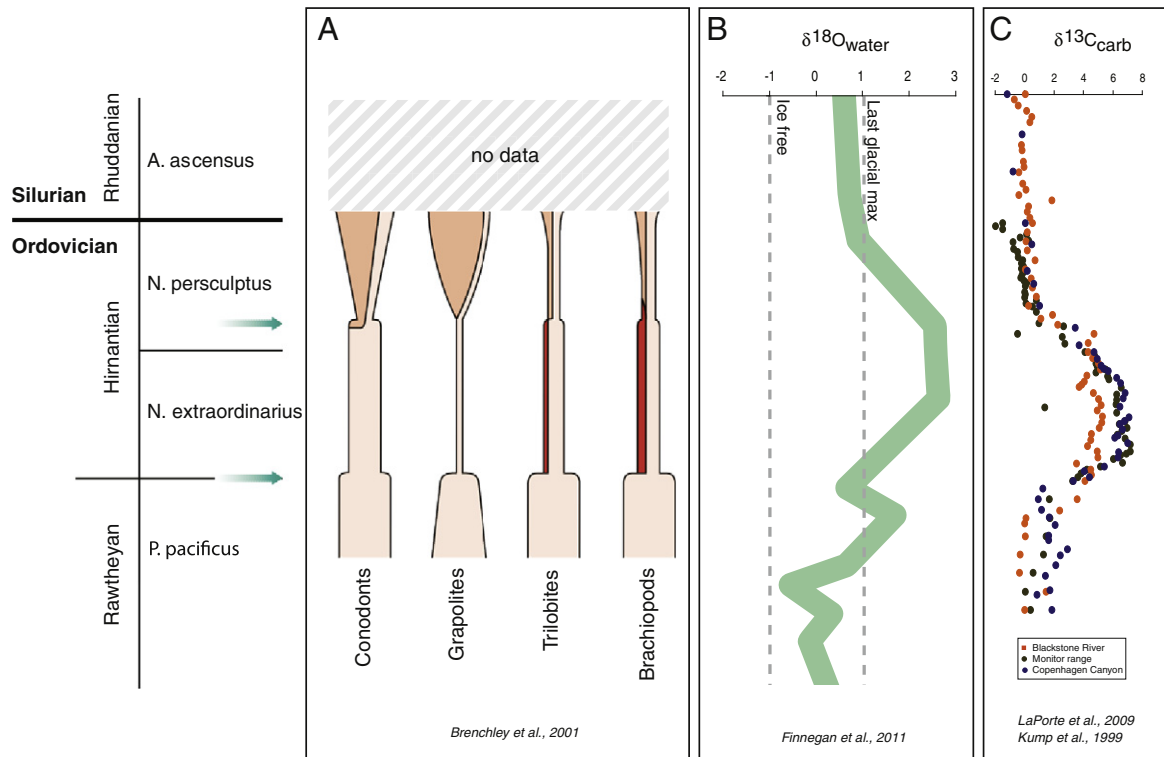 A
B
C
δ18Owater
δ13Ccarb
-2 -1 0 1 2 3
-2 0 2 4 6 8
Ice free
Last glacial max
Rhuddanian
A. ascensus
no data
Silurian
Ordovician
Hirnantian
N. persculptus
N. extraordinarius
Rawtheyan
P. pacificus
Conodonts
Grapolites
Trilobites
Brachiopods
Blackstone River
Monitor range
Copenhagen Canyon
Brenchley et al., 2001
Finnegan et al., 2011
LaPorte et al., 2009
Kump et al., 1999